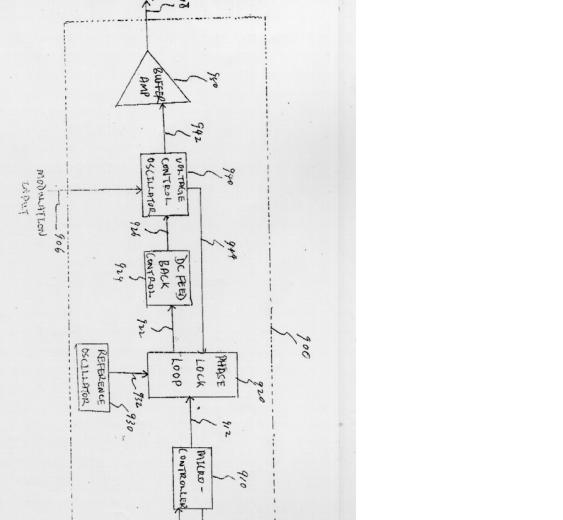 900
910
MICRO-
CONTROLLER
912
PHASE
LOCK
LOOP
920
REFERENCE
OSCILLATOR
930
932
922
DC FEED
BACK
CONTROL
924
926
944
VOLTAGE
CONTROL
OSCILLATOR
940
MODULATION
INPUT
906
942
BUFFER
AMP
950